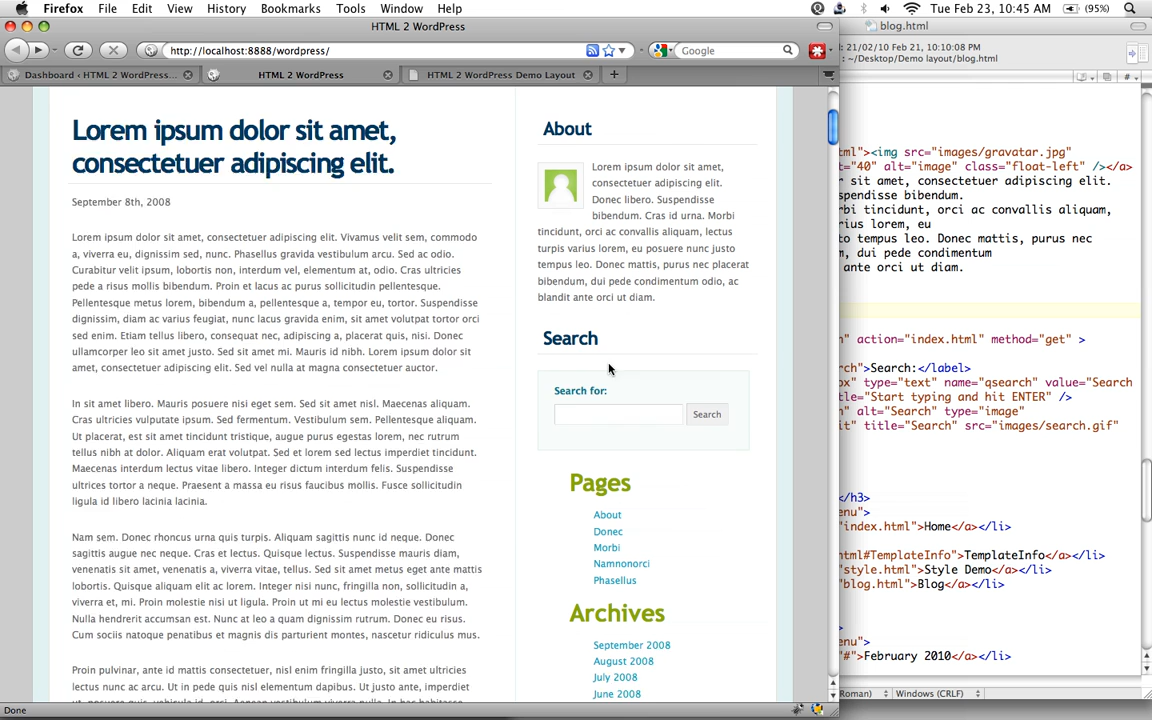 Firefox File Edit View History Bookmarks Tools Window Help
Tue Feb 23, 10:45 AM (95%)
HTML 2 WordPress
http://localhost:8888/wordpress/
Google
Dashboard ‹ HTML 2 WordPress...
HTML 2 WordPress
HTML 2 WordPress Demo Layout
Lorem ipsum dolor sit amet,
consectetuer adipiscing elit.
September 8th, 2008
Lorem ipsum dolor sit amet, consectetuer adipiscing elit. Vivamus velit sem, commodo
a, viverra eu, dignissim sed, nunc. Phasellus gravida vestibulum arcu. Sed ac odio.
Curabitur velit ipsum, lobortis non, interdum vel, elementum at, odio. Cras ultricies
pede a risus mollis bibendum. Proin et lacus ac purus sollicitudin pellentesque.
Pellentesque metus lorem, bibendum a, pellentesque a, tempor eu, tortor. Suspendisse
dignissim, diam ac varius feugiat, nunc lacus gravida enim, sit amet volutpat tortor orci
sed enim. Etiam tellus libero, consequat nec, adipiscing a, placerat quis, nisi. Donec
ullamcorper leo sit amet justo. Sed sit amet mi. Mauris id nibh. Lorem ipsum dolor sit
amet, consectetuer adipiscing elit. Sed vel nulla at magna consectetuer auctor.
In sit amet libero. Mauris posuere nisi eget sem. Sed sit amet nisl. Maecenas aliquam.
Cras ultricies vulputate ipsum. Sed fermentum. Vestibulum sem. Pellentesque aliquam.
Ut placerat, est sit amet tincidunt tristique, augue purus egestas lorem, nec rutrum
tellus nibh at dolor. Aliquam erat volutpat. Sed et lorem sed lectus imperdiet tincidunt.
Maecenas interdum lectus vitae libero. Integer dictum interdum felis. Suspendisse
ultrices tortor a neque. Praesent a massa eu risus faucibus mollis. Fusce sollicitudin
ligula id libero lacinia lacinia.
Nam sem. Donec rhoncus urna quis turpis. Aliquam sagittis nunc id neque. Donec
sagittis augue nec neque. Cras et lectus. Quisque lectus. Suspendisse mauris diam,
venenatis sit amet, venenatis a, viverra vitae, tellus. Sed sit amet metus eget ante mattis
lobortis. Quisque aliquam elit ac lorem. Integer nisi nunc, fringilla non, sollicitudin a,
viverra et, mi. Proin molestie nisi ut ligula. Proin ut mi eu lectus molestie vestibulum.
Nulla hendrerit accumsan est. Nunc at leo a quam dignissim rutrum. Donec eu risus.
Cum sociis natoque penatibus et magnis dis parturient montes, nascetur ridiculus mus.
Proin pulvinar, ante id mattis consectetuer, nisl enim fringilla justo, sit amet ultricies
lectus nunc ac arcu. Ut in pede quis nisl elementum dapibus. Ut justo ante, imperdiet
About
Lorem ipsum dolor sit amet,
consectetuer adipiscing elit.
Donec libero. Suspendisse
bibendum. Cras id urna. Morbi
tincidunt, orci ac convallis aliquam, lectus
turpis varius lorem, eu posuere nunc justo
tempus leo. Donec mattis, purus nec placerat
bibendum, dui pede condimentum odio, ac
blandit ante orci ut diam.
Search
Search for:
Search
Pages
About
Donec
Morbi
Namnonorci
Phasellus
Archives
September 2008
August 2008
July 2008
June 2008
Done
blog.html
21/02/10 Feb 21, 10:10:08 PM
: ~/Desktop/Demo layout/blog.html
ml"><img src="images/gravatar.jpg"
t="40" alt="image" class="float-left" /></a>
r sit amet, consectetuer adipiscing elit.
spendisse bibendum.
rbi tincidunt, orci ac convallis aliquam,
rius lorem, eu
to tempus leo. Donec mattis, purus nec
m, dui pede condimentum
ante orci ut diam.
h" action="index.html" method="get" >
rch">Search:</label>
ox" type="text" name="qsearch" value="Search
tle="Start typing and hit ENTER" />
n" alt="Search" type="image"
it" title="Search" src="images/search.gif"
</h3>
enu">
"index.html">Home</a></li>
html#TemplateInfo">TemplateInfo</a></li>
"style.html">Style Demo</a></li>
"blog.html">Blog</a></li>
>
enu">
"#">February 2010</a></li>
Roman) Windows (CRLF)